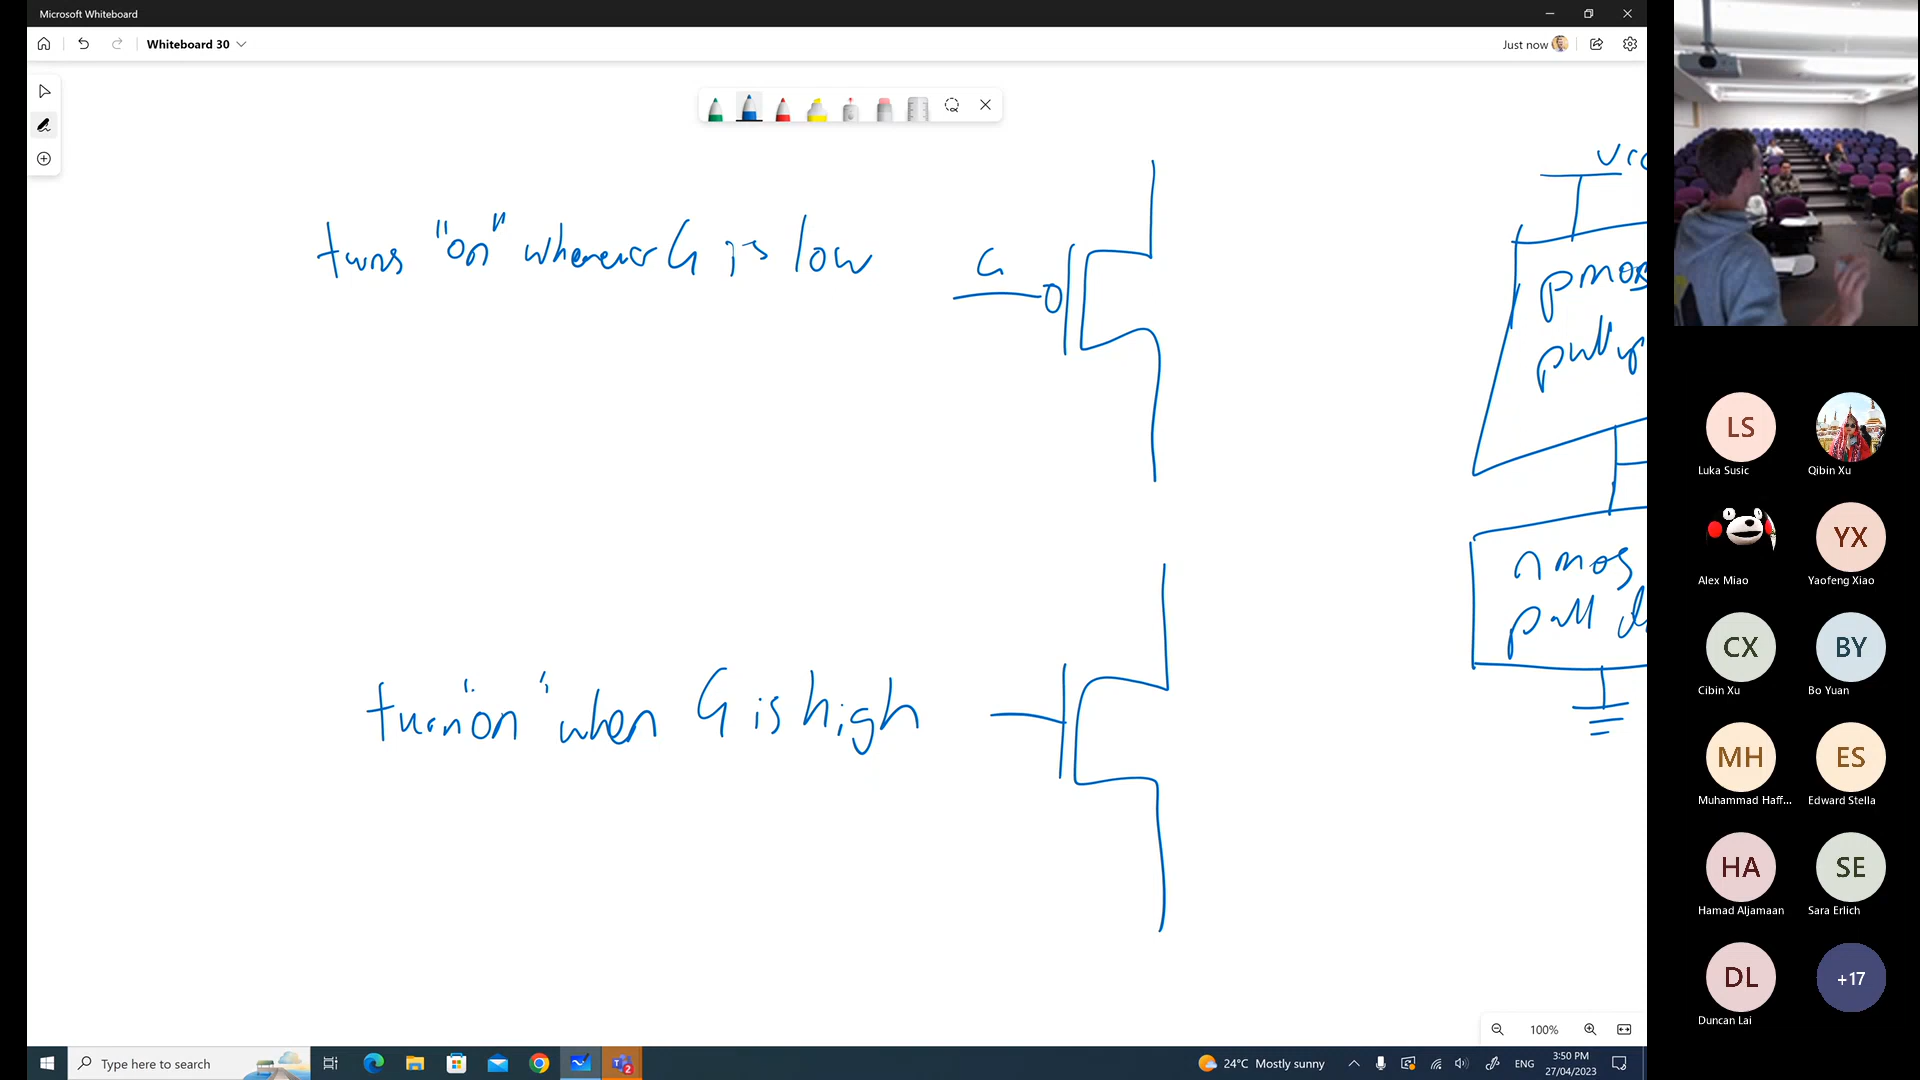 Microsoft Whiteboard
Whiteboard 30
Just now
turns "on" whenever G is low
G
turn "on" when G is high
vcc
pmos
pull up
nmos
pull
100%
LS
Luka Susic
Qibin Xu
Alex Miao
YX
Yaofeng Xiao
CX
Cibin Xu
BY
Bo Yuan
MH
Muhammad Haff...
ES
Edward Stella
HA
Hamad Aljamaan
SE
Sara Erlich
DL
Duncan Lai
+17
Type here to search
2
24°C Mostly sunny
ENG
3:50 PM
27/04/2023